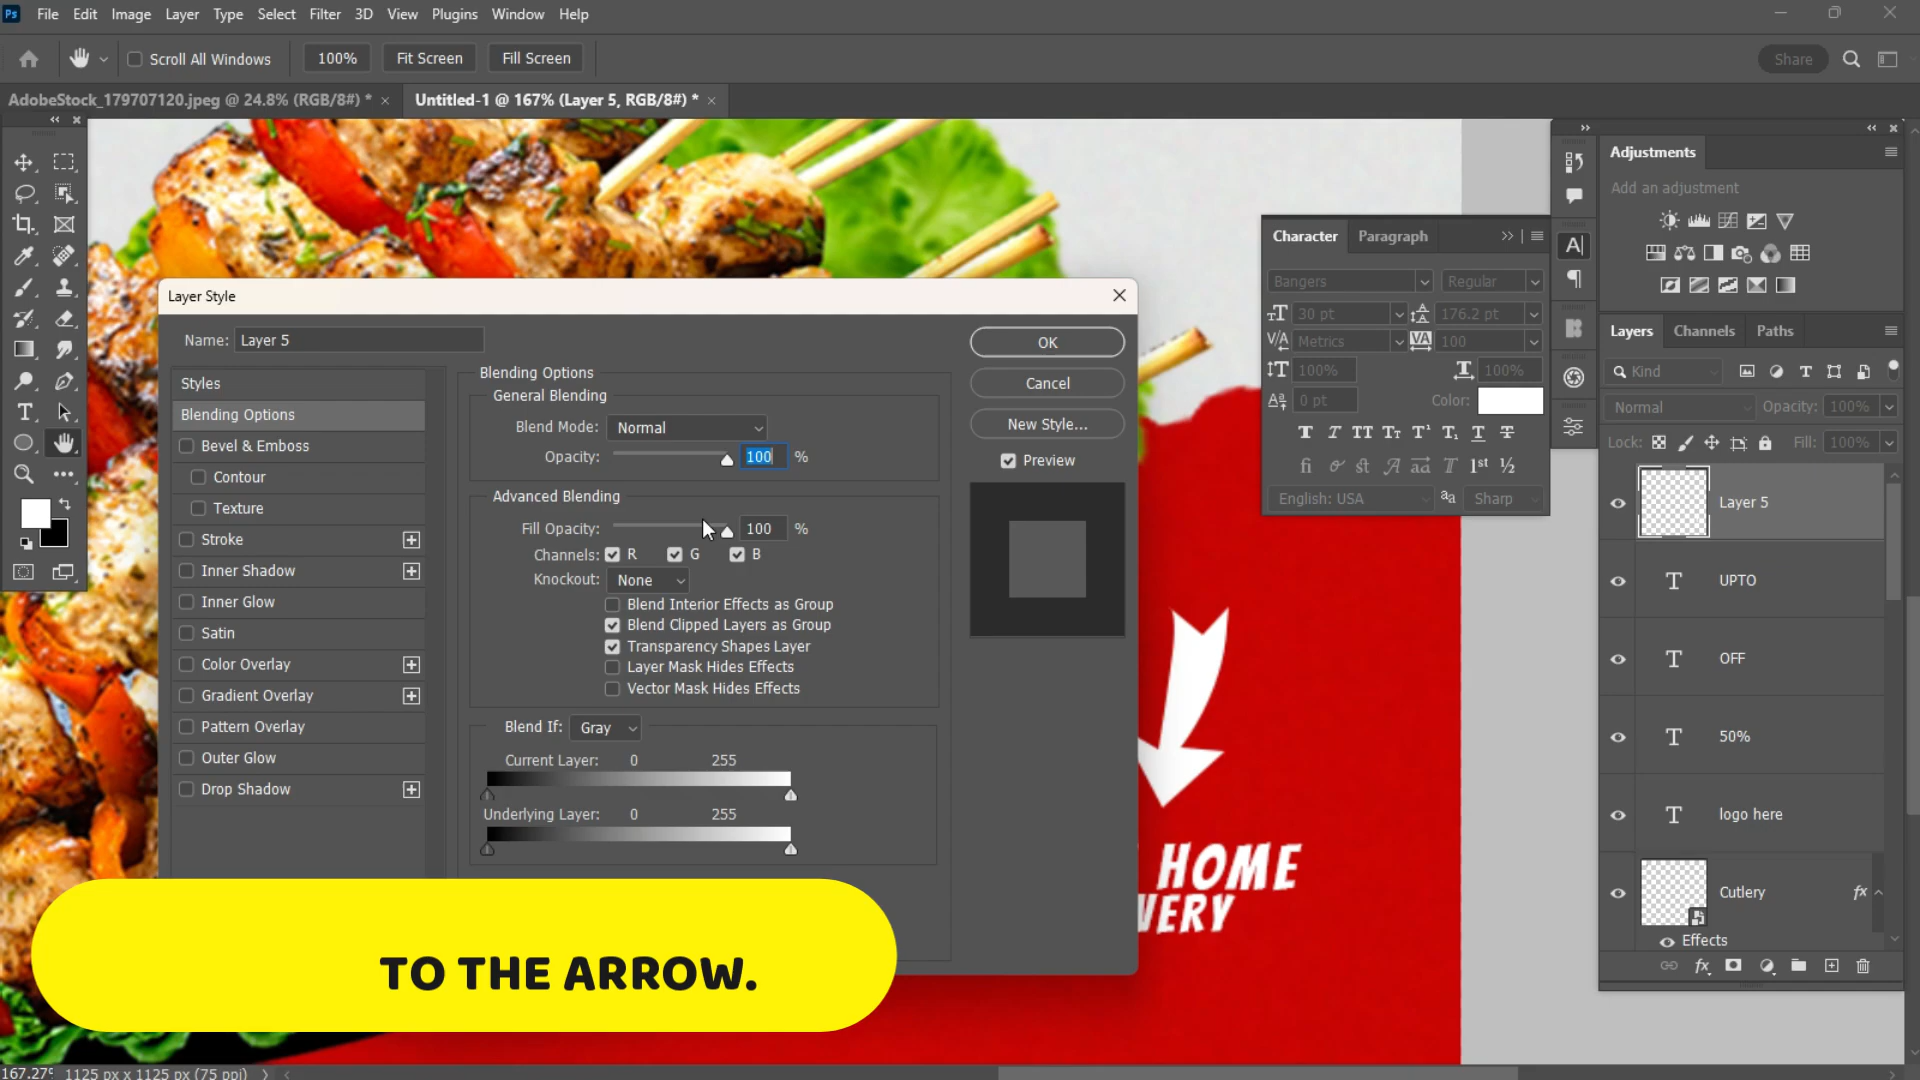 Ps File Edit Image Layer Type Select Filter 3D View Plugins Window Help
Scroll All Windows 100% Fit Screen Fill Screen Share
AdobeStock_179707120.jpeg @ 24.8% (RGB/8#) * × Untitled-1 @ 167% (Layer 5, RGB/8#) * ×
Layer Style
Name: Layer 5
Styles
Blending Options
Bevel & Emboss
Contour
Texture
Stroke
Inner Shadow
Inner Glow
Satin
Color Overlay
Gradient Overlay
Pattern Overlay
Outer Glow
Drop Shadow
Blending Options
General Blending
Blend Mode: Normal
Opacity: 100 %
Advanced Blending
Fill Opacity: 100 %
Channels: R G B
Knockout: None
Blend Interior Effects as Group
Blend Clipped Layers as Group
Transparency Shapes Layer
Layer Mask Hides Effects
Vector Mask Hides Effects
Blend If: Gray
Current Layer: 0 255
Underlying Layer: 0 255
OK
Cancel
New Style...
Preview
Character Paragraph
Bangers Regular
30 pt 176.2 pt
Metrics 100
100% 100%
0 pt Color:
English: USA Sharp
Adjustments
Add an adjustment
Layers Channels Paths
Kind
Normal Opacity: 100%
Lock: Fill: 100%
Layer 5
UPTO
OFF
50%
logo here
Cutlery fx
Effects
HOME
VERY
TO THE ARROW.
167.27% 1125 px x 1125 px (75 ppi)